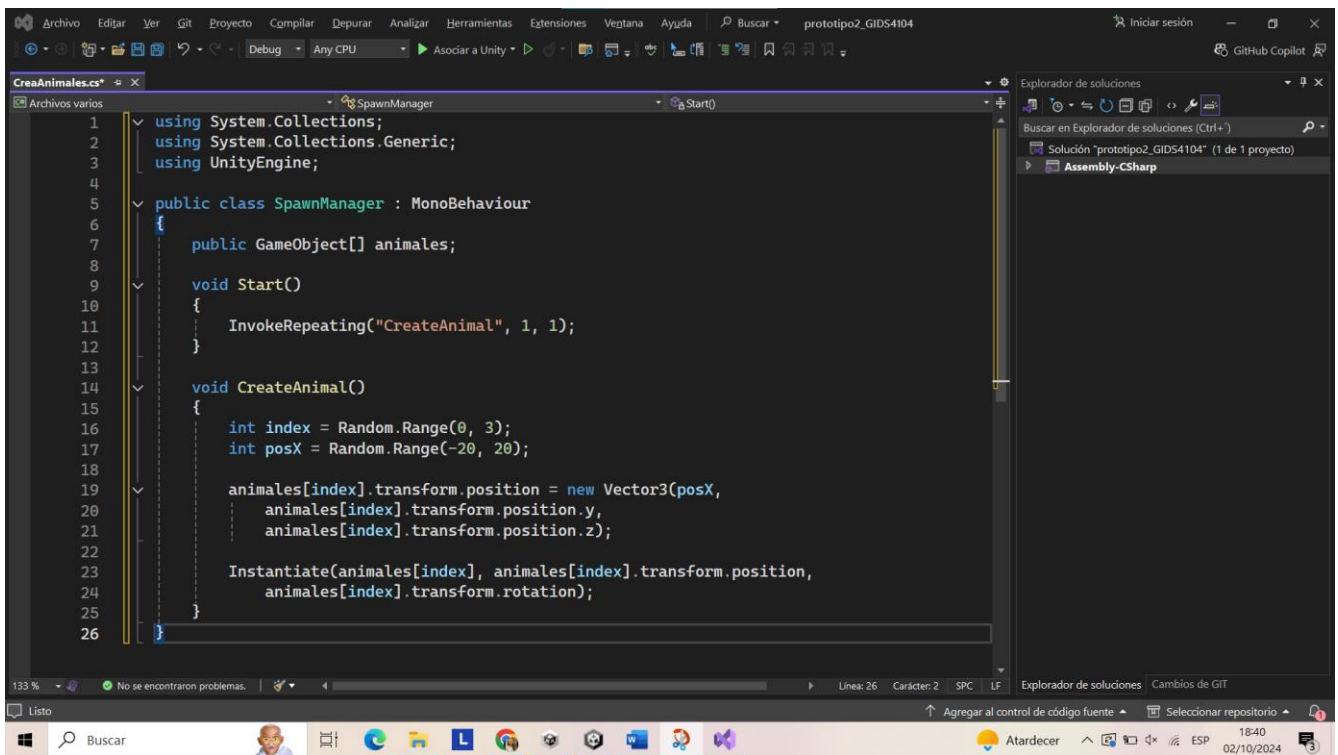 Archivo Editar Ver Git Proyecto Compilar Depurar Analizar Herramientas Extensiones Ventana Ayuda Buscar prototipo2_GIDS4104 Iniciar sesión
Debug Any CPU Asociar a Unity GitHub Copilot
CreaAnimales.cs*
Archivos varios SpawnManager Start()
1 using System.Collections;
2 using System.Collections.Generic;
3 using UnityEngine;
4
5 public class SpawnManager : MonoBehaviour
6 {
7 public GameObject[] animales;
8
9 void Start()
10 {
11 InvokeRepeating("CreateAnimal", 1, 1);
12 }
13
14 void CreateAnimal()
15 {
16 int index = Random.Range(0, 3);
17 int posX = Random.Range(-20, 20);
18
19 animales[index].transform.position = new Vector3(posX,
20 animales[index].transform.position.y,
21 animales[index].transform.position.z);
22
23 Instantiate(animales[index], animales[index].transform.position,
24 animales[index].transform.rotation);
25 }
26 }
Explorador de soluciones
Buscar en Explorador de soluciones (Ctrl+´)
Solución "prototipo2_GIDS4104" (1 de 1 proyecto)
Assembly-CSharp
133 % No se encontraron problemas. Línea: 26 Carácter: 2 SPC LF
Explorador de soluciones Cambios de GIT
Listo Agregar al control de código fuente Seleccionar repositorio
Buscar L Atardecer ESP 18:40
02/10/2024